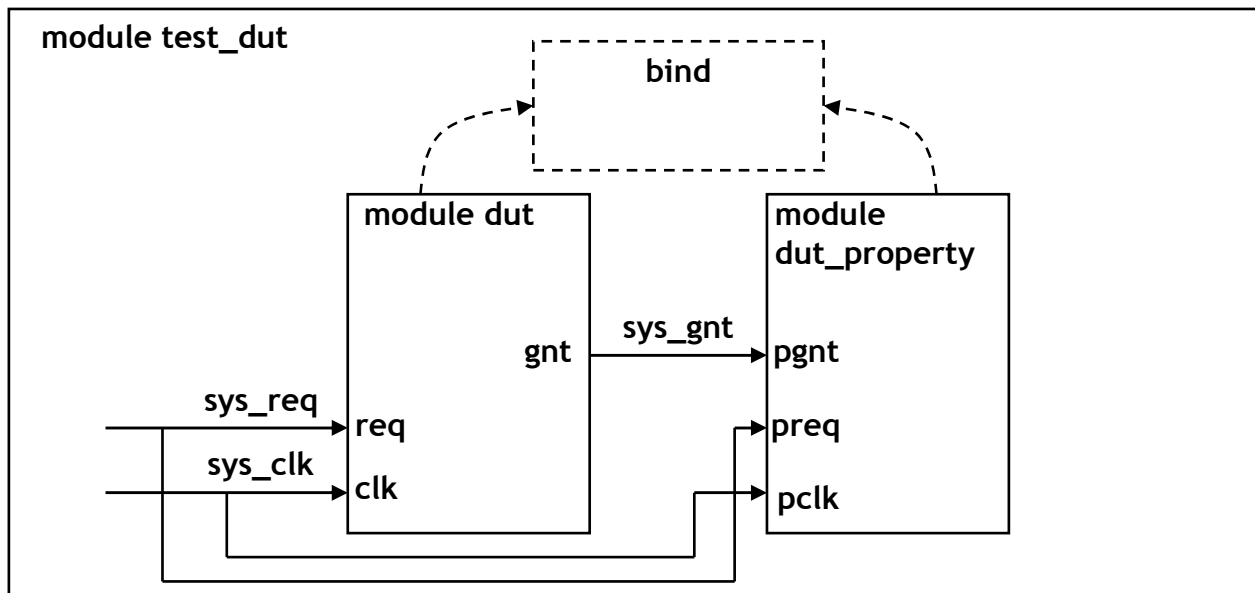 module test_dut
bind
module dut
module
dut_property
sys_gnt
gnt
pgnt
sys_req
req
preq
sys_clk
clk
pclk